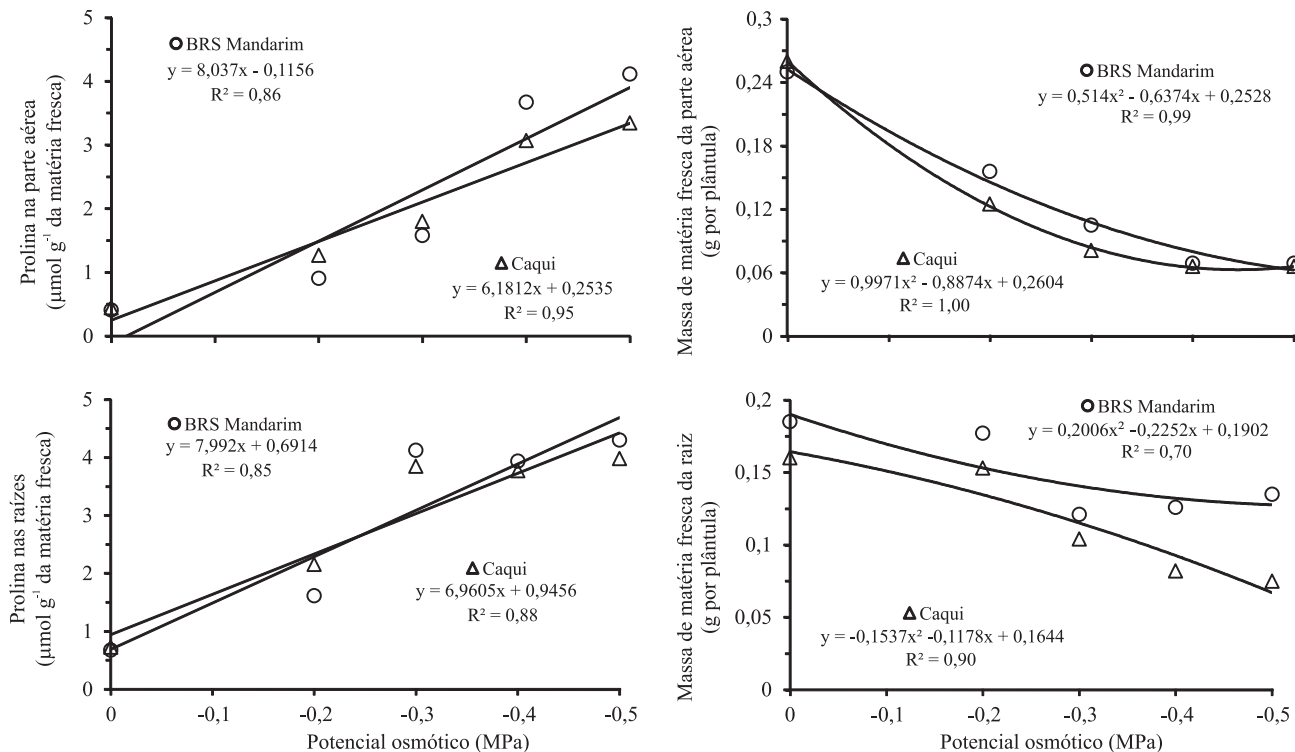 Prolina na parte aérea
(µmol g⁻¹ da matéria fresca)
5
4
3
2
1
0
BRS Mandarim
y = 8,037x - 0,1156
R² = 0,86
Caqui
y = 6,1812x + 0,2535
R² = 0,95
Massa de matéria fresca da parte aérea
(g por plântula)
0,3
0,24
0,18
0,12
0,06
0
BRS Mandarim
y = 0,514x² - 0,6374x + 0,2528
R² = 0,99
Caqui
y = 0,9971x² - 0,8874x + 0,2604
R² = 1,00
Prolina nas raízes
(µmol g⁻¹ da matéria fresca)
5
4
3
2
1
0
BRS Mandarim
y = 7,992x + 0,6914
R² = 0,85
Caqui
y = 6,9605x + 0,9456
R² = 0,88
0 -0,1 -0,2 -0,3 -0,4 -0,5
Potencial osmótico (MPa)
Massa de matéria fresca da raiz
(g por plântula)
0,2
0,15
0,1
0,05
0
BRS Mandarim
y = 0,2006x² -0,2252x + 0,1902
R² = 0,70
Caqui
y = -0,1537x² -0,1178x + 0,1644
R² = 0,90
0 -0,1 -0,2 -0,3 -0,4 -0,5
Potencial osmótico (MPa)